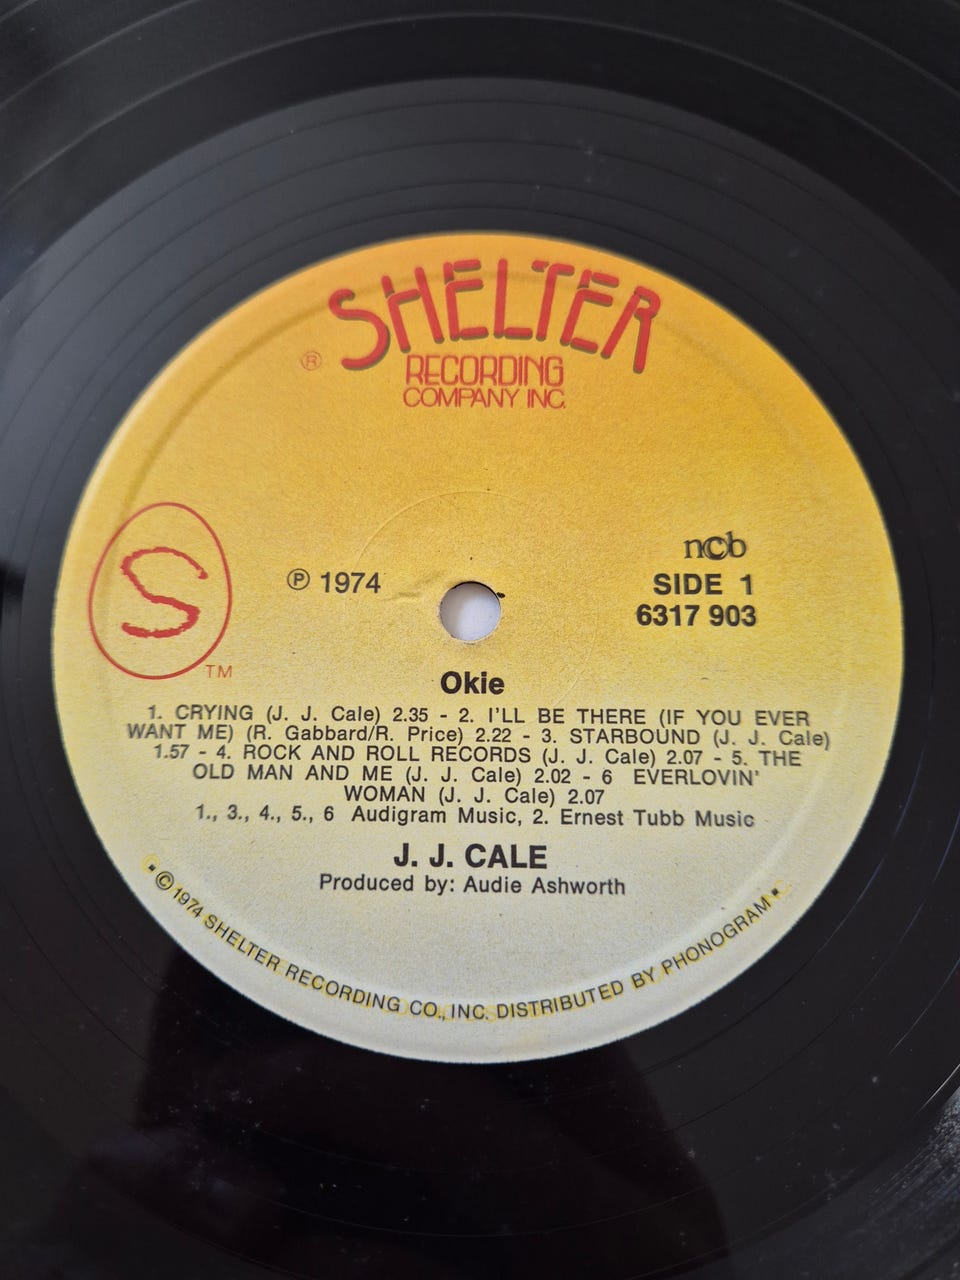 SHELTER
® RECORDING
COMPANY INC.
ncb
℗ 1974
SIDE 1
6317 903
S
TM
Okie
1. CRYING (J. J. Cale) 2.35 - 2. I'LL BE THERE (IF YOU EVER
WANT ME) (R. Gabbard/R. Price) 2.22 - 3. STARBOUND (J. J. Cale)
1.57 - 4. ROCK AND ROLL RECORDS (J. J. Cale) 2.07 - 5. THE
OLD MAN AND ME (J. J. Cale) 2.02 - 6 EVERLOVIN'
WOMAN (J. J. Cale) 2.07
1., 3., 4., 5., 6 Audigram Music, 2. Ernest Tubb Music
J. J. CALE
Produced by: Audie Ashworth
• © 1974 SHELTER RECORDING CO., INC. DISTRIBUTED BY PHONOGRAM •